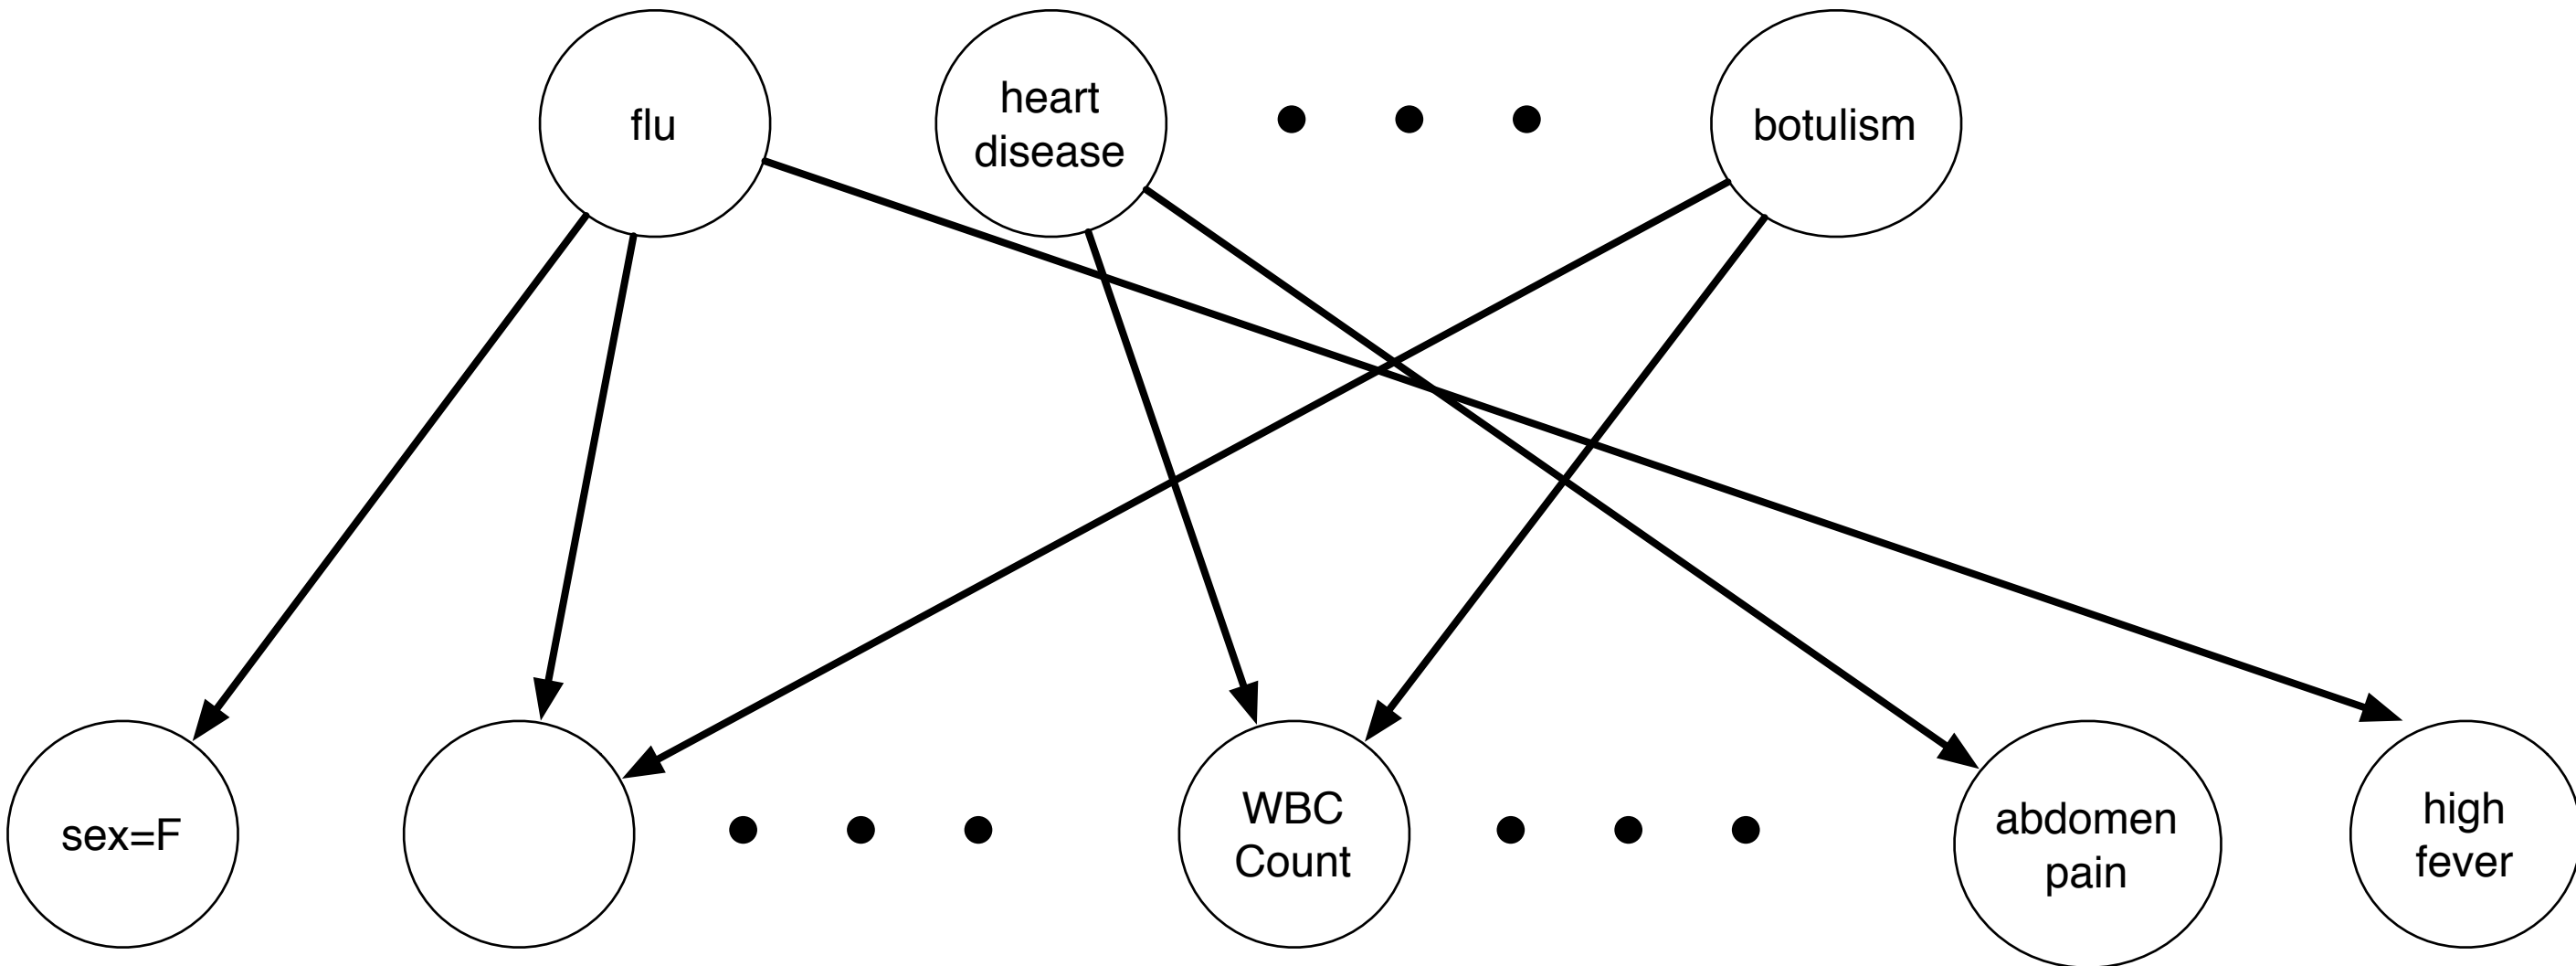 flu
heart
disease
botulism
sex=F
WBC
Count
abdomen
pain
high
fever